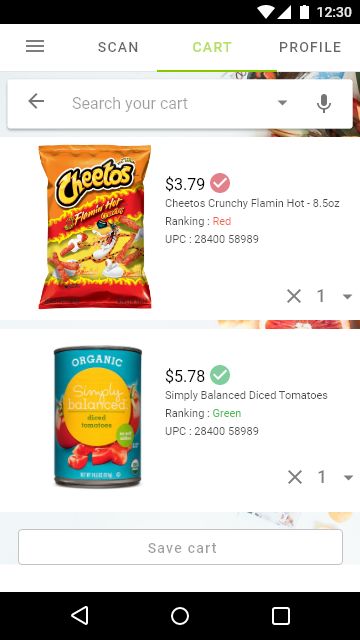 12:30
SCAN CART PROFILE
Search your cart
Cheetos
Flamin' Hot
$3.79
Cheetos Crunchy Flamin Hot - 8.5oz
Ranking : Red
UPC : 28400 58989
1
ORGANIC
Simply
balanced
diced
tomatoes
$5.78
Simply Balanced Diced Tomatoes
Ranking : Green
UPC : 28400 58989
1
Save cart